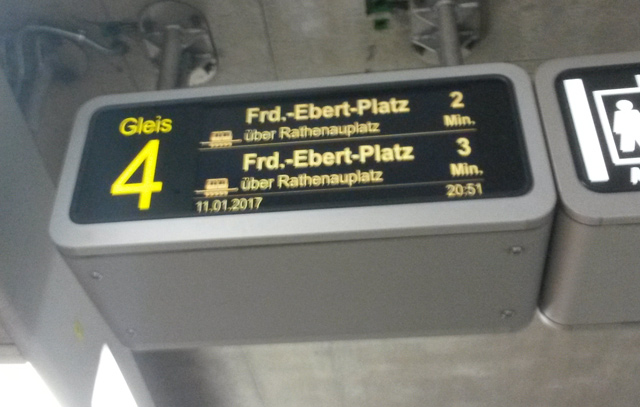 Gleis
4
Frd.-Ebert-Platz 2
über Rathenauplatz Min.
Frd.-Ebert-Platz 3
über Rathenauplatz Min.
11.01.2017 20:51